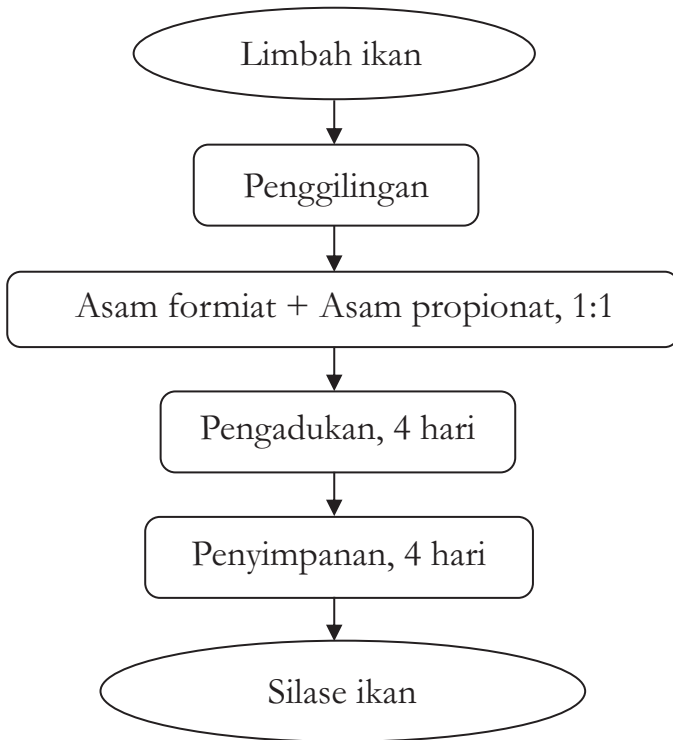 Limbah ikan
Penggilingan
Asam formiat + Asam propionat, 1:1
Pengadukan, 4 hari
Penyimpanan, 4 hari
Silase ikan